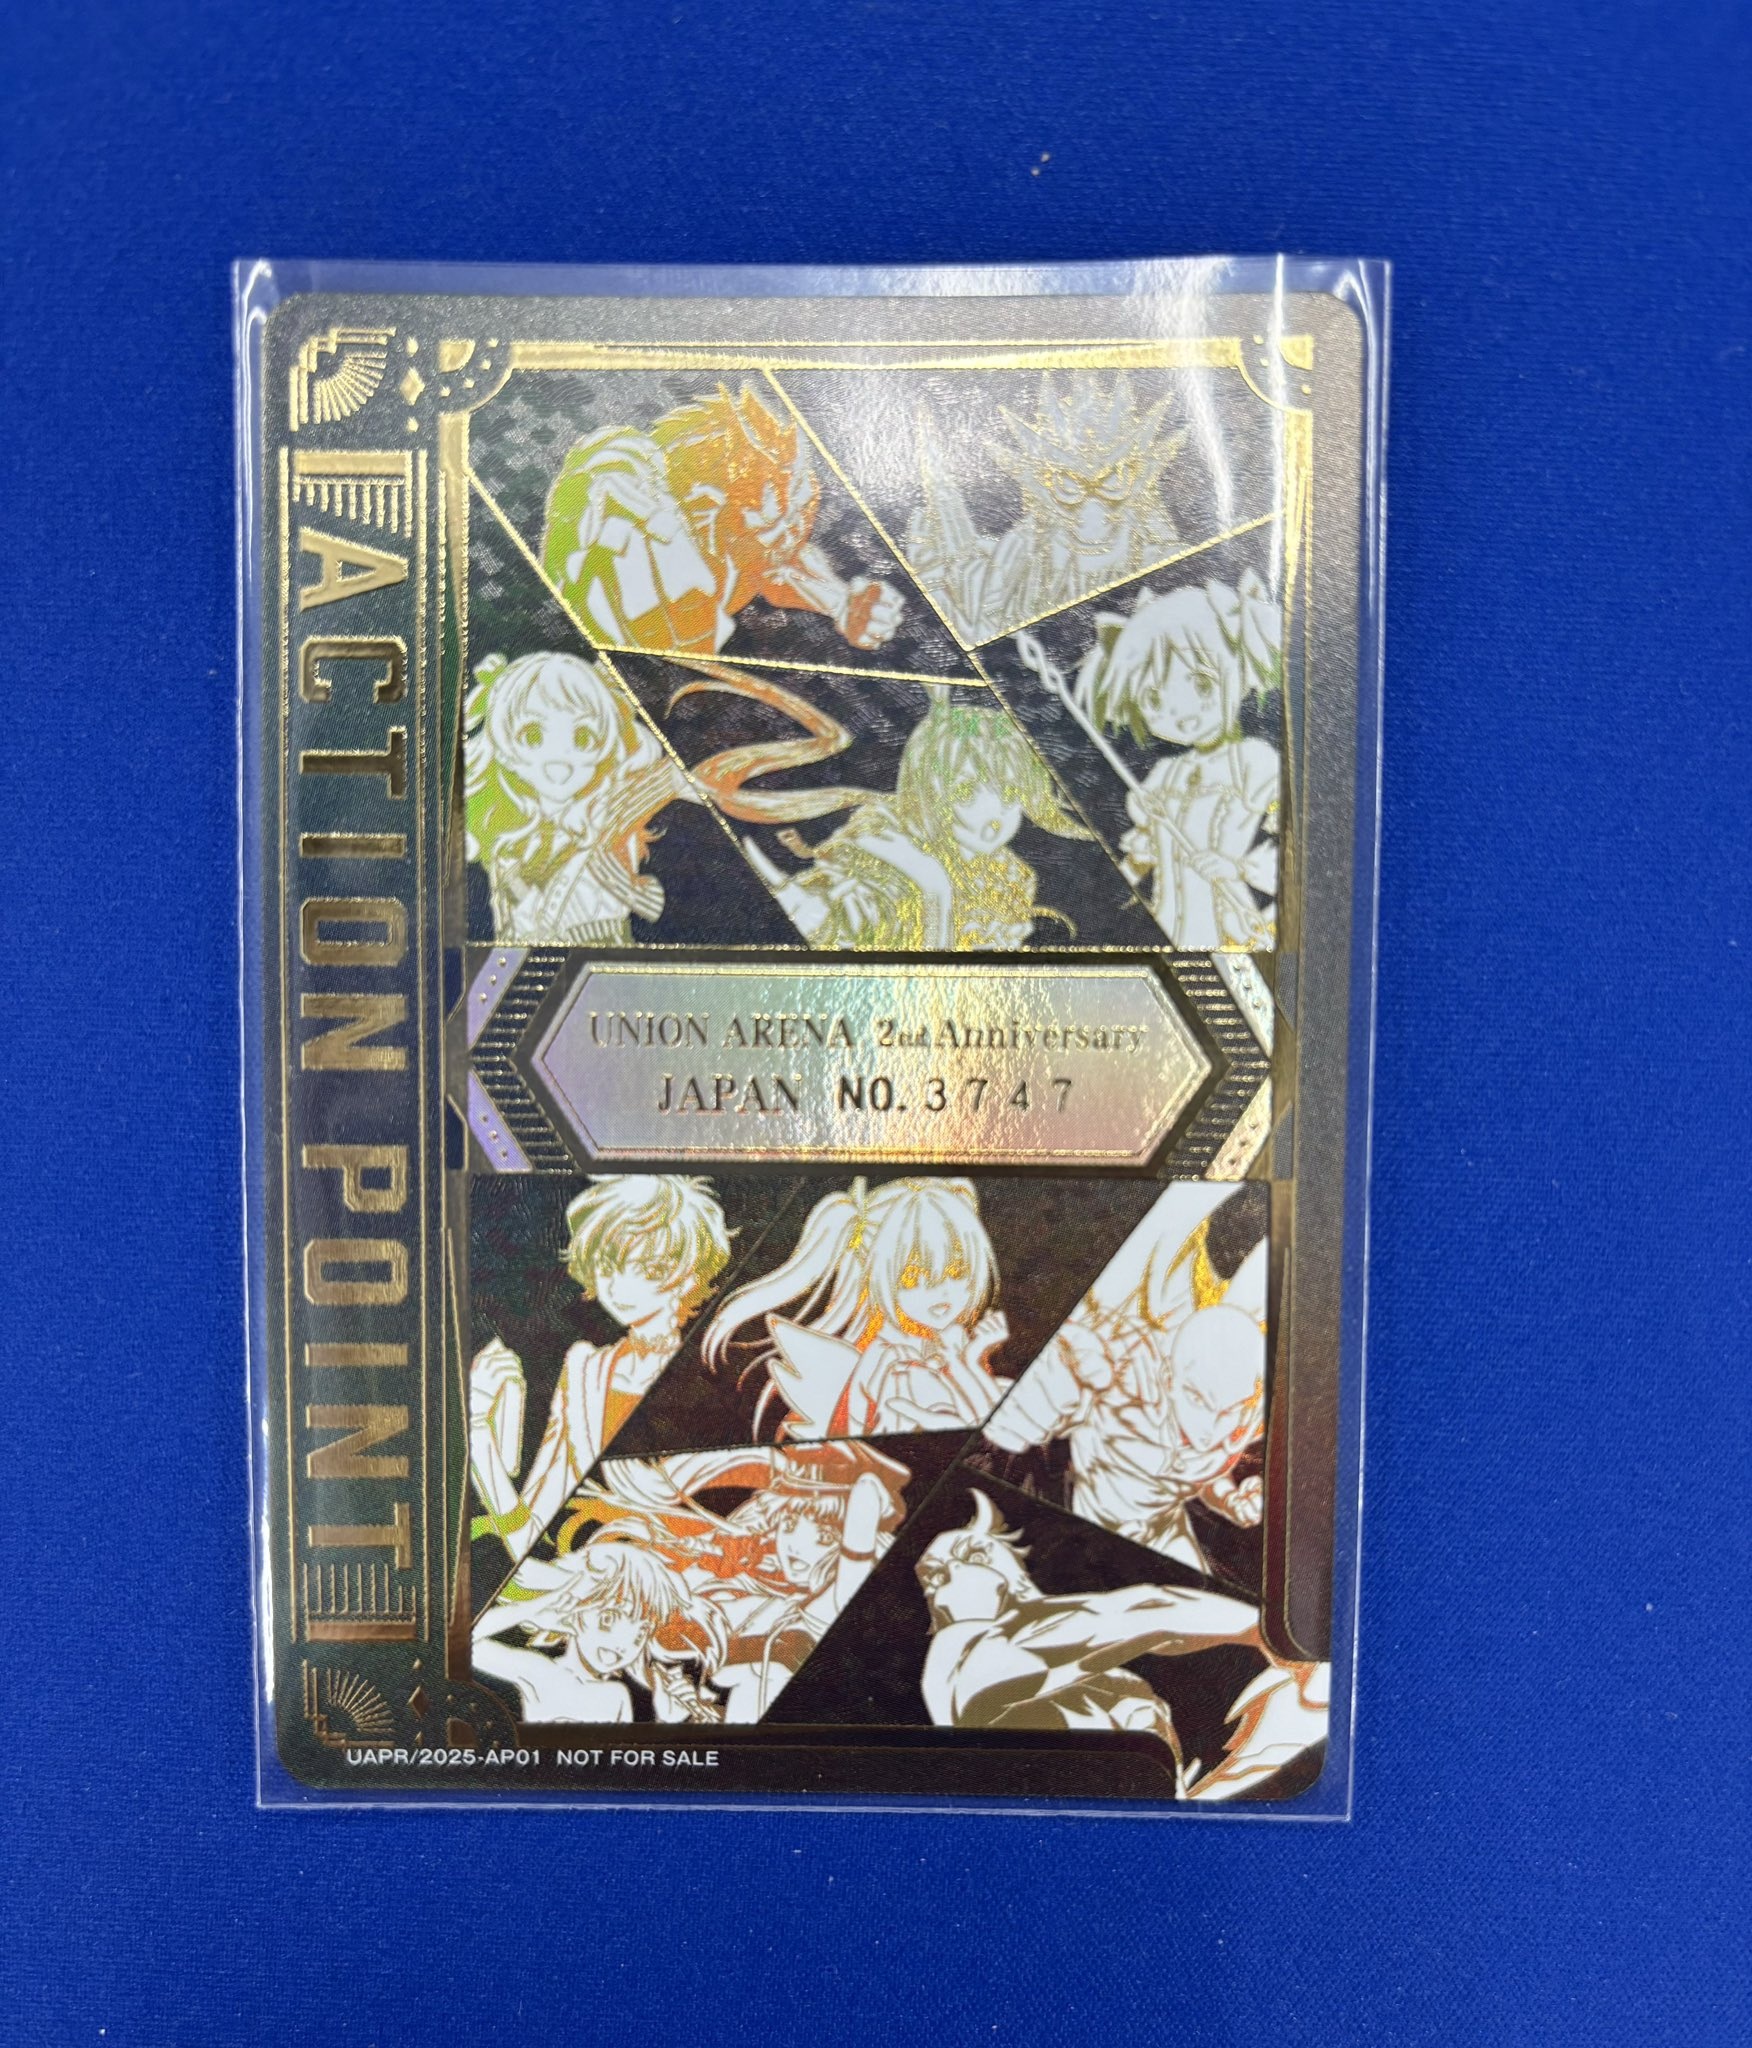 ACTION POINT
UNION ARENA 2nd Anniversary
JAPAN NO. 3747
UAPR/2025-AP01 NOT FOR SALE